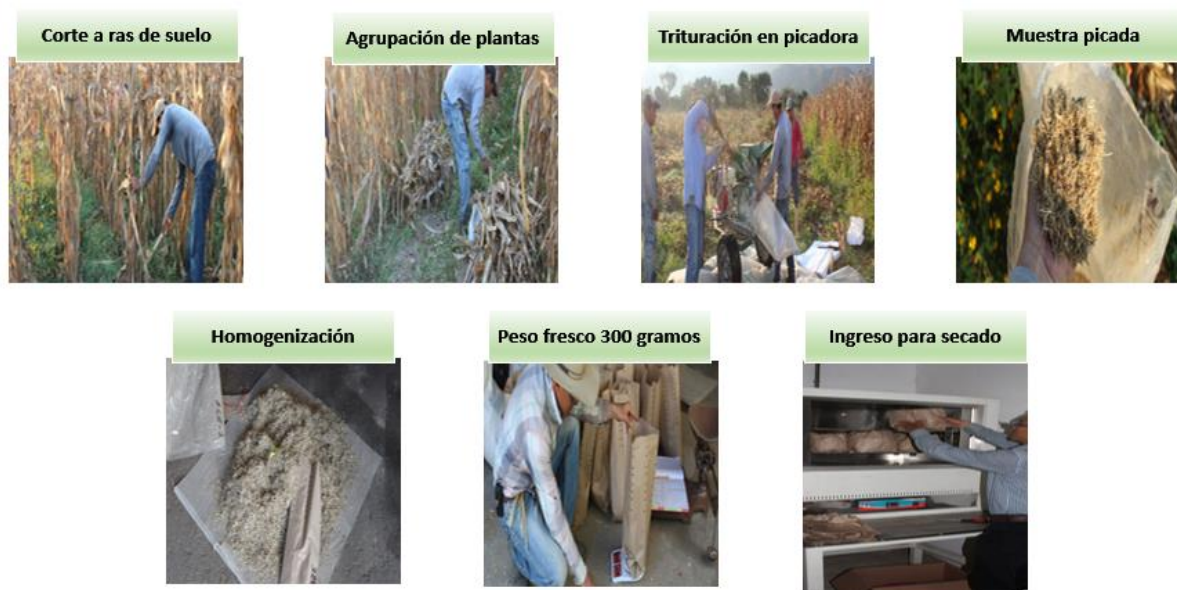 Corte a ras de suelo
Agrupación de plantas
Trituración en picadora
Muestra picada
Homogenización
Peso fresco 300 gramos
Ingreso para secado